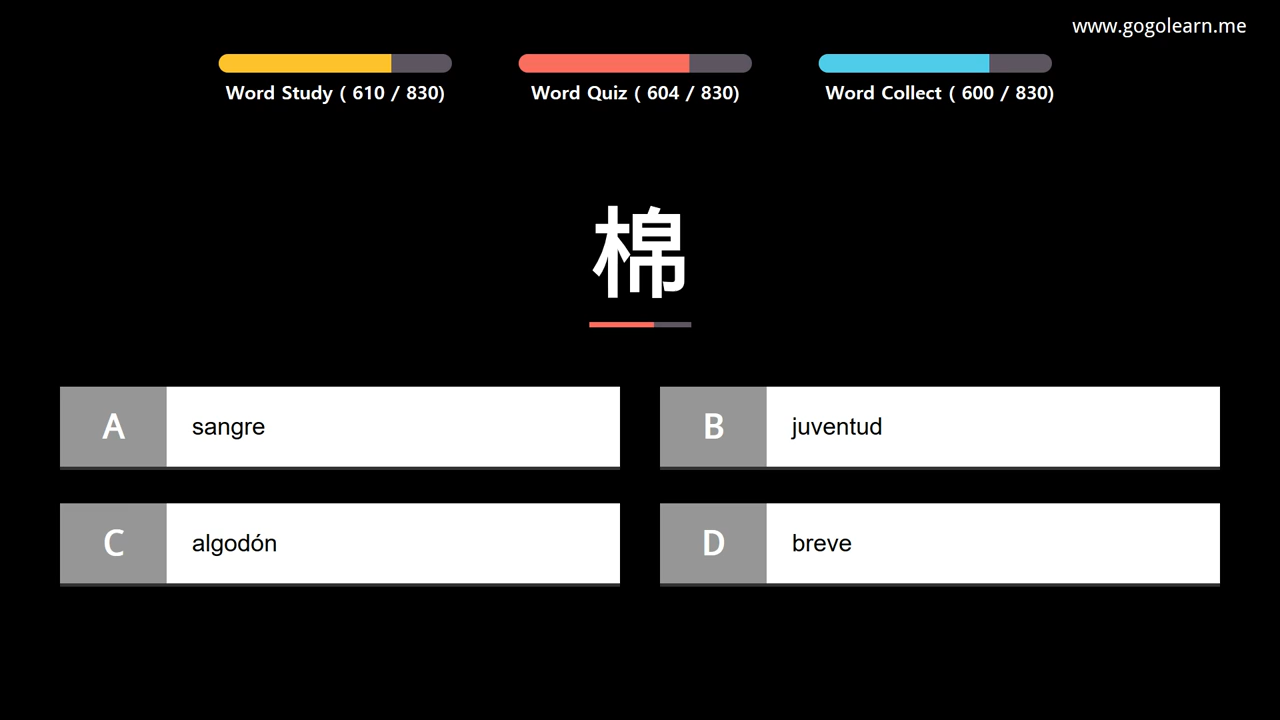 www.gogolearn.me
Word Study ( 610 / 830)
Word Quiz ( 604 / 830)
Word Collect ( 600 / 830)
棉
A sangre
B juventud
C algodón
D breve